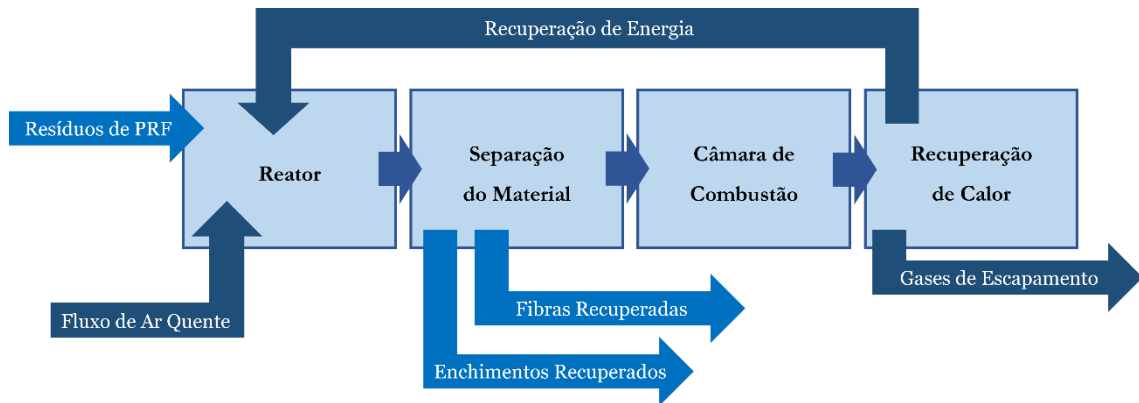 Recuperação de Energia
Resíduos de PRF
Reator
Separação
do Material
Câmara de
Combustão
Recuperação
de Calor
Gases de Escapamento
Fibras Recuperadas
Fluxo de Ar Quente
Enchimentos Recuperados